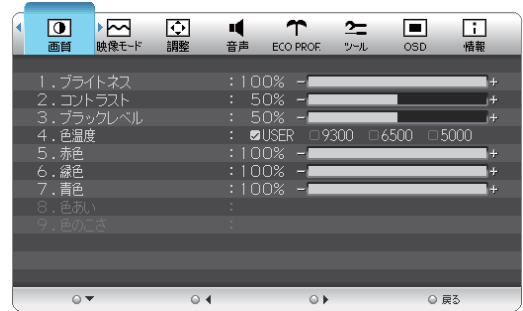 画質 映像モード 調整 音声 ECO PROF. ツール OSD 情報
1.ブライトネス :100% - +
2.コントラスト : 50% - +
3.ブラックレベル : 50% - +
4.色温度 : ☑USER □9300 □6500 □5000
5.赤色 :100% - +
6.緑色 :100% - +
7.青色 :100% - +
8.色あい :
9.色のこさ :
戻る